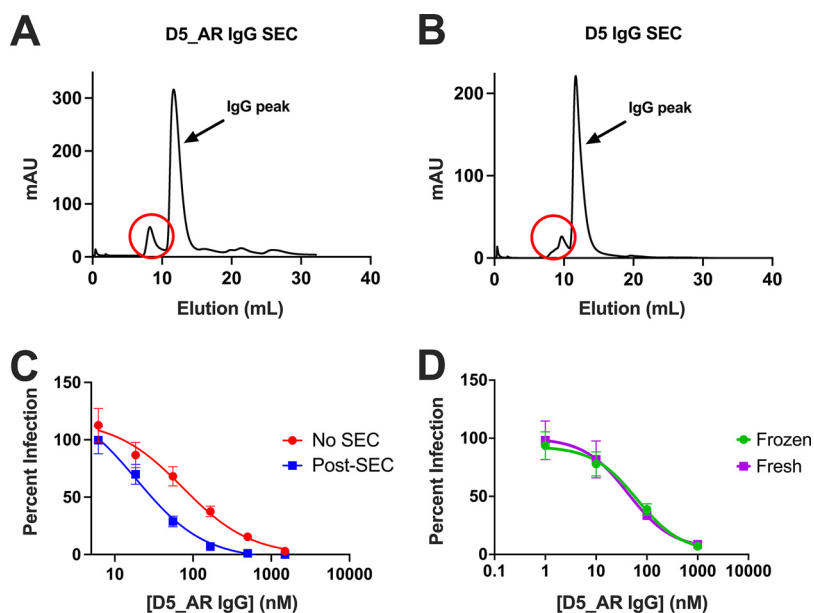 A
D5_AR IgG SEC
300
200
100
0
mAU
IgG peak
0 10 20 30 40
Elution (mL)
B
D5 IgG SEC
200
100
0
mAU
IgG peak
0 10 20 30 40
Elution (mL)
C
150
100
50
0
Percent Infection
No SEC
Post-SEC
10 100 1000 10000
[D5_AR IgG] (nM)
D
150
100
50
0
Percent Infection
Frozen
Fresh
0.1 1 10 100 1000 10000
[D5_AR IgG] (nM)